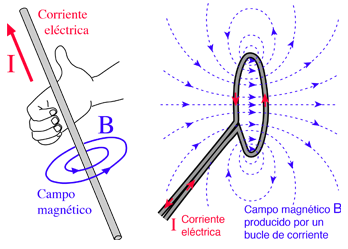 Corriente
eléctrica
I
B
Campo
magnético
I Corriente
eléctrica
Campo magnético B
producido por un
bucle de corriente